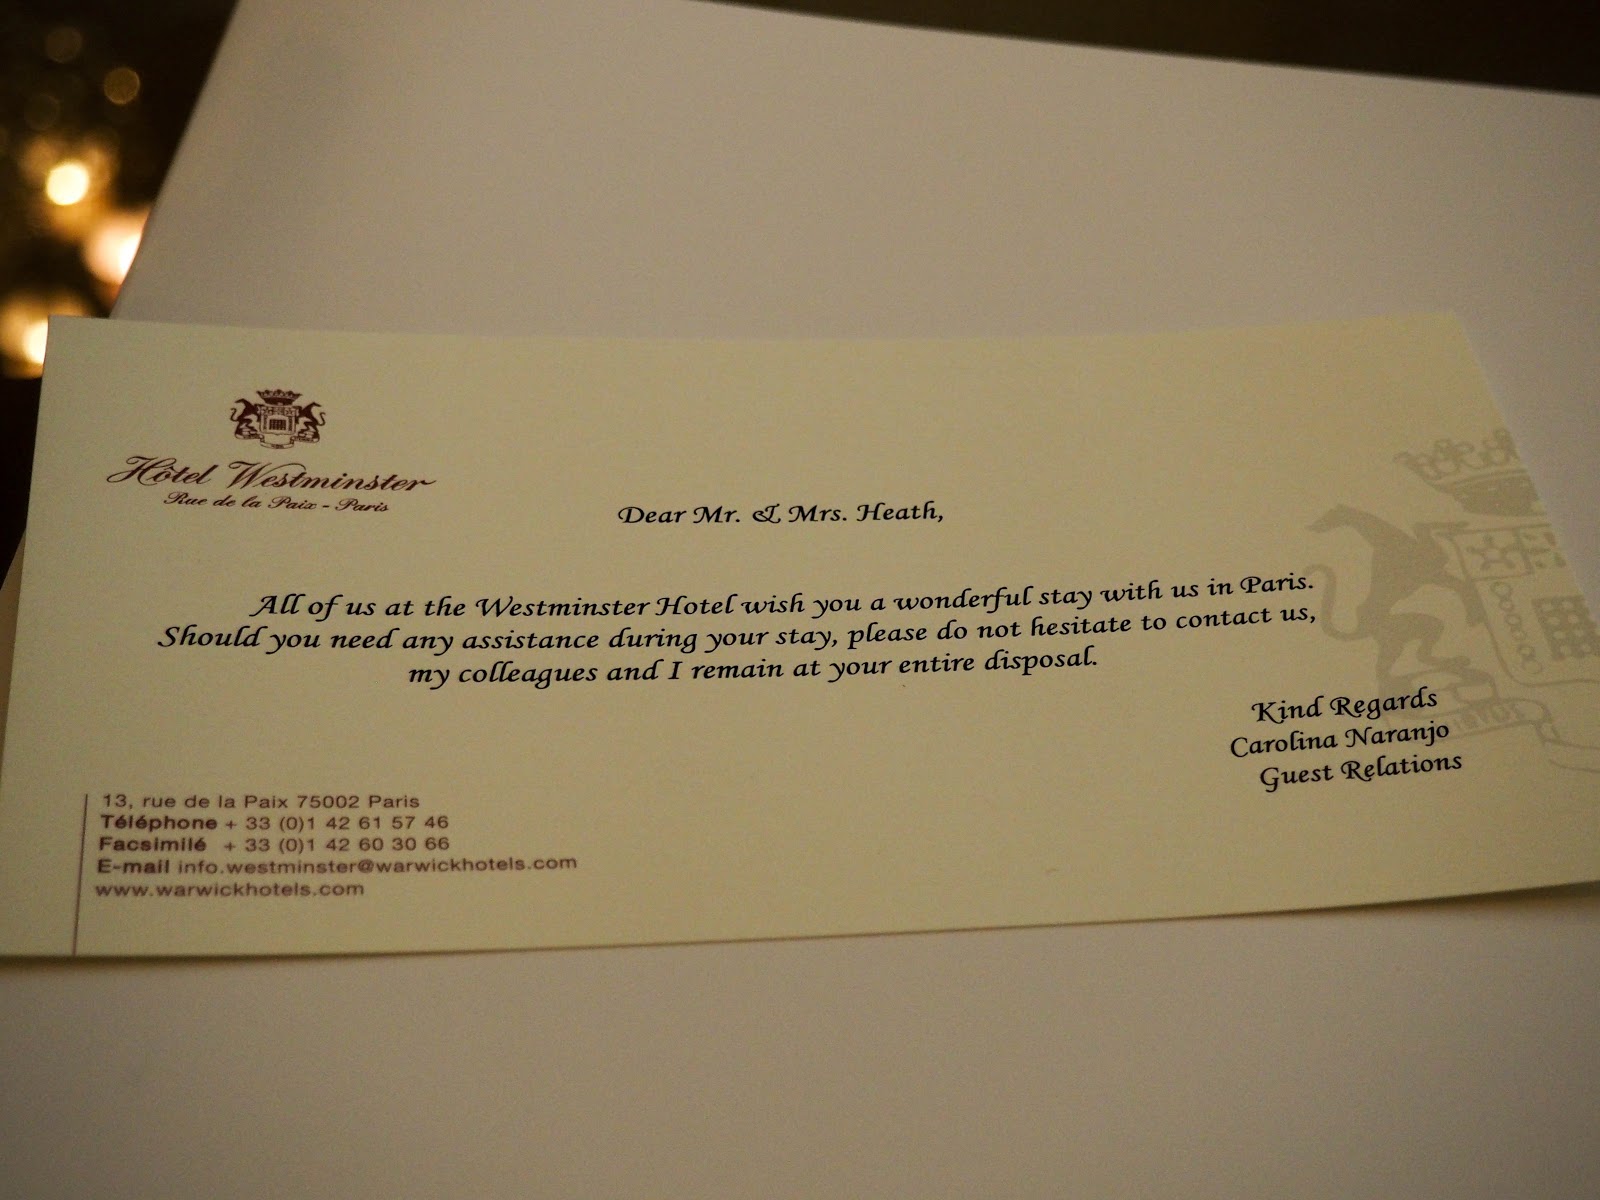 Hôtel Westminster
Rue de la Paix - Paris
Dear Mr. & Mrs. Heath,
All of us at the Westminster Hotel wish you a wonderful stay with us in Paris.
Should you need any assistance during your stay, please do not hesitate to contact us,
my colleagues and I remain at your entire disposal.
Kind Regards
Carolina Naranjo
Guest Relations
13, rue de la Paix 75002 Paris
Téléphone + 33 (0)1 42 61 57 46
Facsimilé + 33 (0)1 42 60 30 66
E-mail info.westminster@warwickhotels.com
www.warwickhotels.com